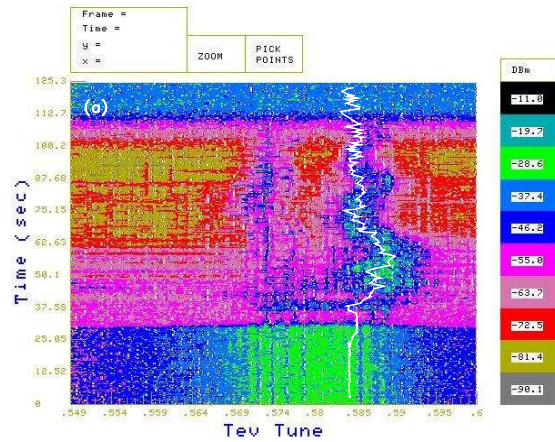 Frame =
Time =
y =
x =
ZOOM
PICK
POINTS
125.3
112.7
100.2
87.68
75.15
62.63
50.1
37.58
25.05
12.52
0
Time (sec)
(a)
.549 .554 .559 .564 .569 .574 .58 .585 .59 .595 .6
Tev Tune
DBm
-11.0
-19.7
-28.6
-37.4
-46.2
-55.0
-63.7
-72.5
-81.4
-90.1